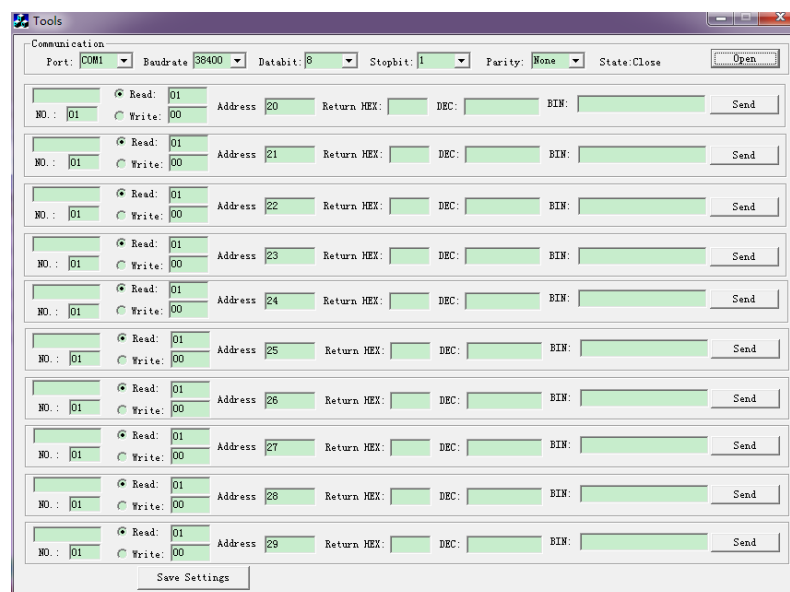 Tools
Communication
Port: COM1 Baudrate 38400 Databit: 8 Stopbit: 1 Parity: None State:Close Open
Read: 01
NO.: 01 Write: 00 Address 20 Return HEX: DEC: BIN: Send
Read: 01
NO.: 01 Write: 00 Address 21 Return HEX: DEC: BIN: Send
Read: 01
NO.: 01 Write: 00 Address 22 Return HEX: DEC: BIN: Send
Read: 01
NO.: 01 Write: 00 Address 23 Return HEX: DEC: BIN: Send
Read: 01
NO.: 01 Write: 00 Address 24 Return HEX: DEC: BIN: Send
Read: 01
NO.: 01 Write: 00 Address 25 Return HEX: DEC: BIN: Send
Read: 01
NO.: 01 Write: 00 Address 26 Return HEX: DEC: BIN: Send
Read: 01
NO.: 01 Write: 00 Address 27 Return HEX: DEC: BIN: Send
Read: 01
NO.: 01 Write: 00 Address 28 Return HEX: DEC: BIN: Send
Read: 01
NO.: 01 Write: 00 Address 29 Return HEX: DEC: BIN: Send
Save Settings